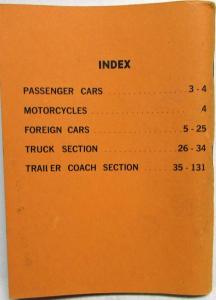 INDEX
PASSENGER CARS ............ 3 - 4
MOTORCYCLES ............ 4
FOREIGN CARS ............ 5 - 25
TRUCK SECTION ............ 26 - 34
TRAILER COACH SECTION ...... 35 - 131